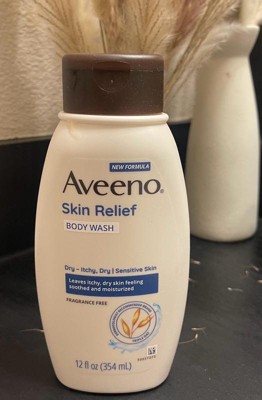 NEW FORMULA
Aveeno®
Skin Relief
BODY WASH
Dry - Itchy, Dry | Sensitive Skin
Leaves itchy, dry skin feeling
soothed and moisturized
FRAGRANCE FREE
12 fl oz (354 mL)